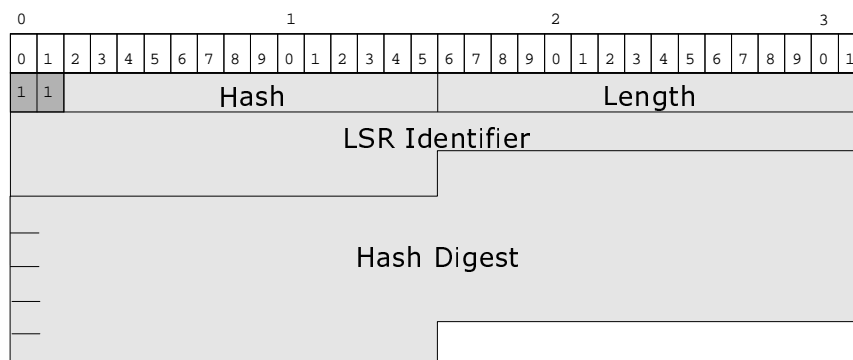 0 1 2 3
0 1 2 3 4 5 6 7 8 9 0 1 2 3 4 5 6 7 8 9 0 1 2 3 4 5 6 7 8 9 0 1
1 1 Hash Length
LSR Identifier
Hash Digest